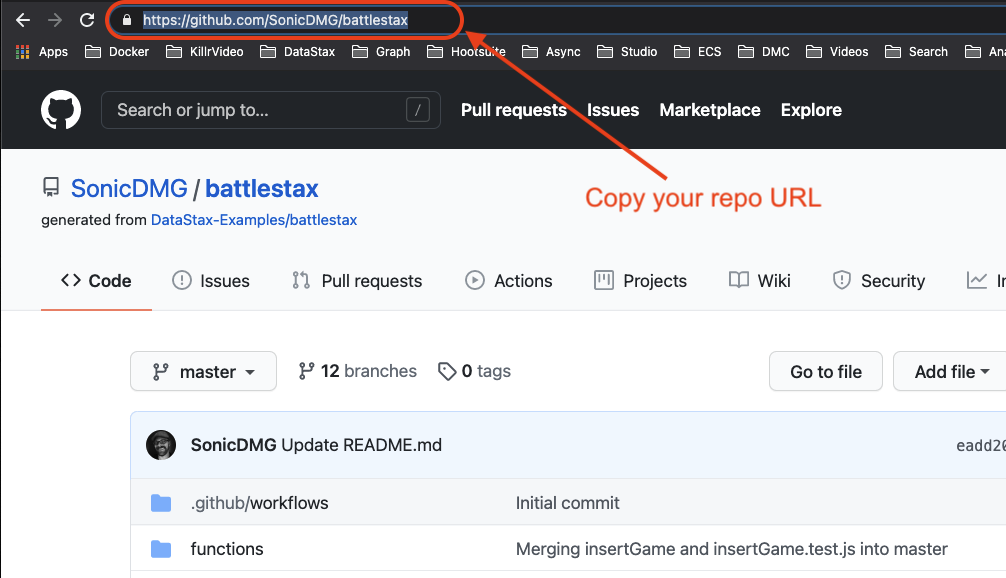 https://github.com/SonicDMG/battlestax
Apps Docker KillrVideo DataStax Graph Hootsuite Async Studio ECS DMC Videos Search
Search or jump to... / Pull requests Issues Marketplace Explore
SonicDMG / battlestax
Copy your repo URL
generated from DataStax-Examples/battlestax
<> Code Issues Pull requests Actions Projects Wiki Security
master 12 branches 0 tags Go to file Add file
SonicDMG Update README.md eadd20
.github/workflows Initial commit
functions Merging insertGame and insertGame.test.js into master